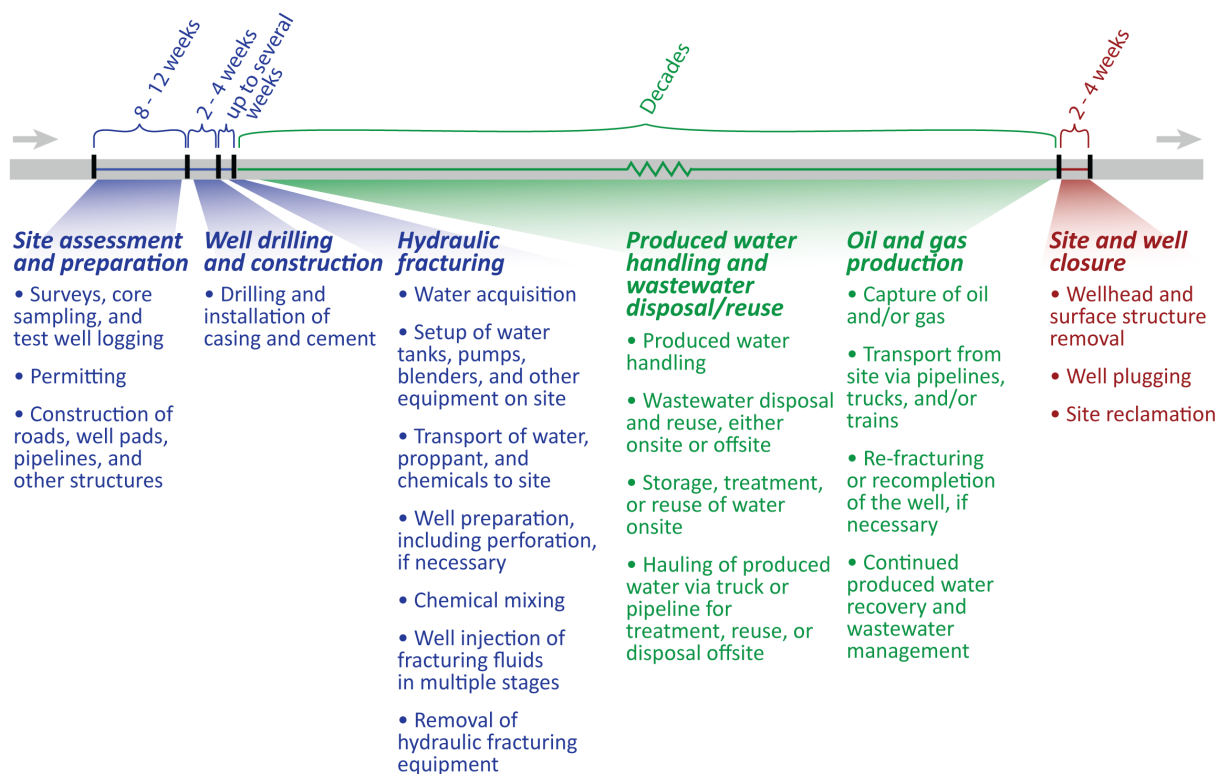 8 - 12 weeks
2 - 4 weeks
up to several
weeks
Decades
2 - 4 weeks
Site assessment
and preparation
• Surveys, core
sampling, and
test well logging
• Permitting
• Construction of
roads, well pads,
pipelines, and
other structures
Well drilling
and construction
• Drilling and
installation of
casing and cement
Hydraulic
fracturing
• Water acquisition
• Setup of water
tanks, pumps,
blenders, and other
equipment on site
• Transport of water,
proppant, and
chemicals to site
• Well preparation,
including perforation,
if necessary
• Chemical mixing
• Well injection of
fracturing fluids
in multiple stages
• Removal of
hydraulic fracturing
equipment
Produced water
handling and
wastewater
disposal/reuse
• Produced water
handling
• Wastewater disposal
and reuse, either
onsite or offsite
• Storage, treatment,
or reuse of water
onsite
• Hauling of produced
water via truck or
pipeline for
treatment, reuse, or
disposal offsite
Oil and gas
production
• Capture of oil
and/or gas
• Transport from
site via pipelines,
trucks, and/or
trains
• Re-fracturing
or recompletion
of the well, if
necessary
• Continued
produced water
recovery and
wastewater
management
Site and well
closure
• Wellhead and
surface structure
removal
• Well plugging
• Site reclamation